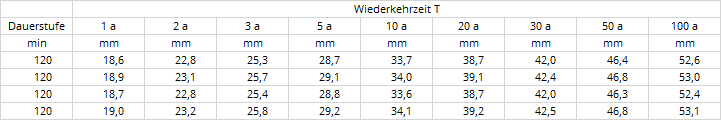 Wiederkehrzeit T
Dauerstufe 1 a 2 a 3 a 5 a 10 a 20 a 30 a 50 a 100 a
min mm mm mm mm mm mm mm mm mm
120 18,6 22,8 25,3 28,7 33,7 38,7 42,0 46,4 52,6
120 18,9 23,1 25,7 29,1 34,0 39,1 42,4 46,8 53,0
120 18,7 22,8 25,4 28,8 33,6 38,7 42,0 46,3 52,4
120 19,0 23,2 25,8 29,2 34,1 39,2 42,5 46,8 53,1